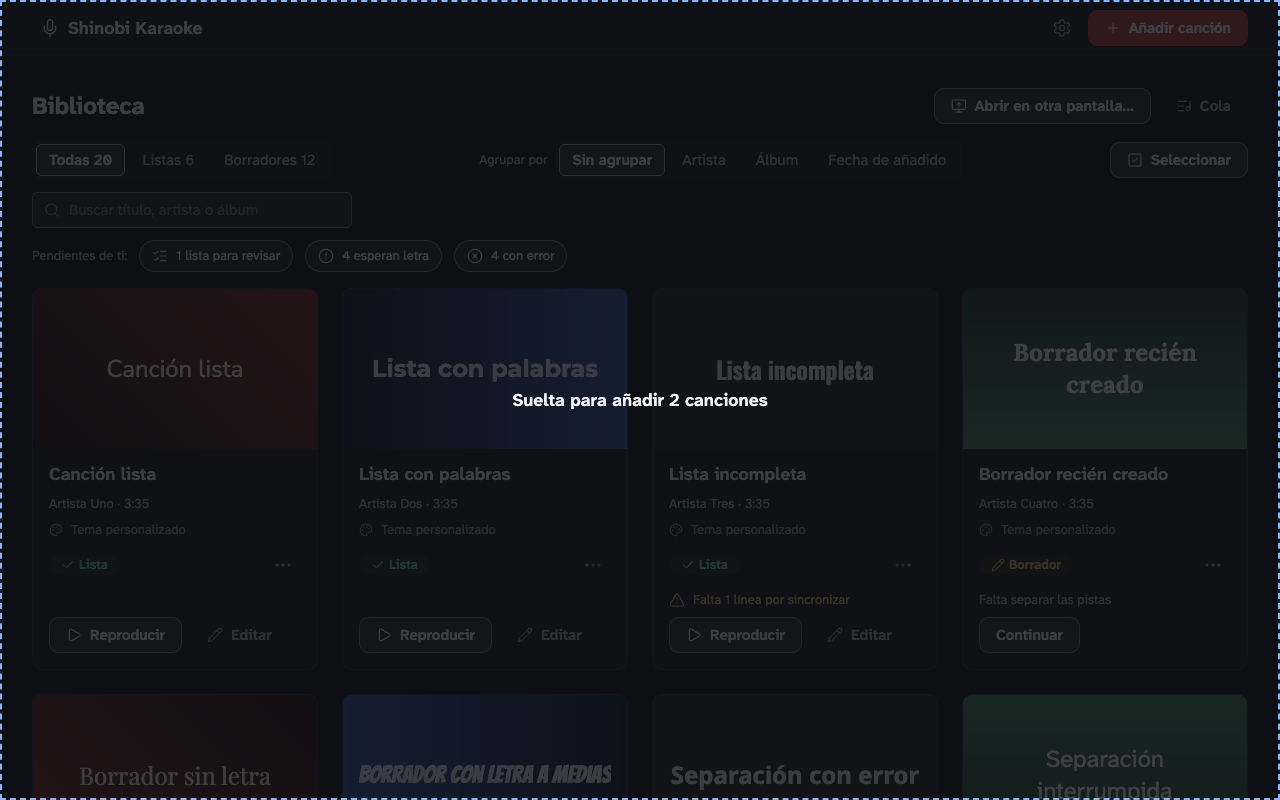 Shinobi Karaoke
Añadir canción
Biblioteca
Abrir en otra pantalla...
Cola
Todas 20
Listas 6
Borradores 12
Agrupar por
Sin agrupar
Artista
Álbum
Fecha de añadido
Seleccionar
Buscar título, artista o álbum
Pendientes de ti:
1 lista para revisar
4 esperan letra
4 con error
Canción lista
Lista con palabras
Lista incompleta
Borrador recién
creado
Suelta para añadir 2 canciones
Canción lista
Artista Uno · 3:35
Tema personalizado
Lista
Reproducir
Editar
Lista con palabras
Artista Dos · 3:35
Tema personalizado
Lista
Reproducir
Editar
Lista incompleta
Artista Tres · 3:35
Tema personalizado
Lista
Falta 1 línea por sincronizar
Reproducir
Editar
Borrador recién creado
Artista Cuatro · 3:35
Tema personalizado
Borrador
Falta separar las pistas
Continuar
Borrador sin letra
BORRADOR CON LETRA A MEDIAS
Separación con error
Separación
interrumpida